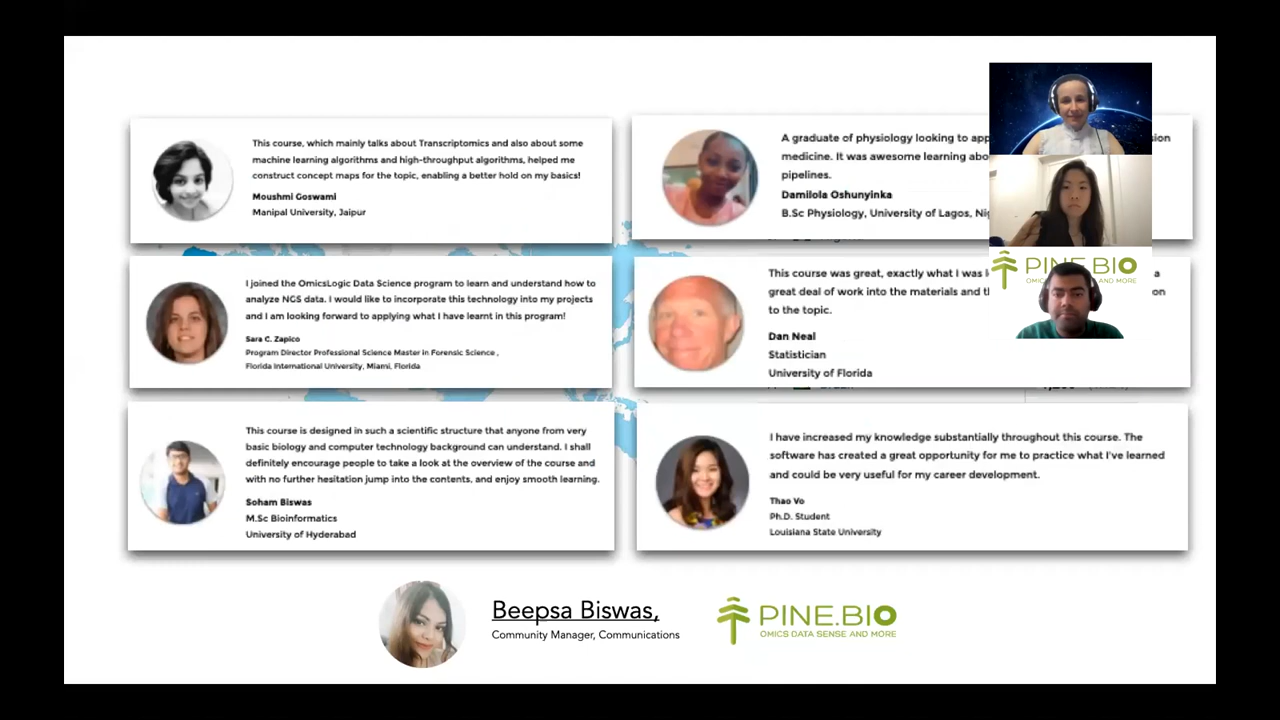 This course, which mainly talks about Transcriptomics and also about some
machine learning algorithms and high-throughput algorithms, helped me
construct concept maps for the topic, enabling a better hold on my basics!
Moushmi Goswami
Manipal University, Jaipur
A graduate of physiology looking to
medicine. It was awesome learning
pipelines.
Damilola Oshunyinka
B.Sc Physiology, University of Lagos,
I joined the OmicsLogic Data Science program to learn and understand how to
analyze NGS data. I would like to incorporate this technology into my projects
and I am looking forward to applying what I have learnt in this program!
Sara C. Zapico
Program Director Professional Science Master in Forensic Science ,
Florida International University, Miami, Florida
This course was great, exactly what I was
a
great deal of work into the materials and
to the topic.
Dan Neal
Statistician
University of Florida
PINE.BIO
This course is designed in such a scientific structure that anyone from very
basic biology and computer technology background can understand. I shall
definitely encourage people to take a look at the overview of the course and
with no further hesitation jump into the contents, and enjoy smooth learning.
Soham Biswas
M.Sc Bioinformatics
University of Hyderabad
I have increased my knowledge substantially throughout this course. The
software has created a great opportunity for me to practice what I've learned
and could be very useful for my career development.
Thao Vo
Ph.D. Student
Louisiana State University
Beepsa Biswas,
Community Manager, Communications
PINE.BIO
OMICS DATA SENSE AND MORE